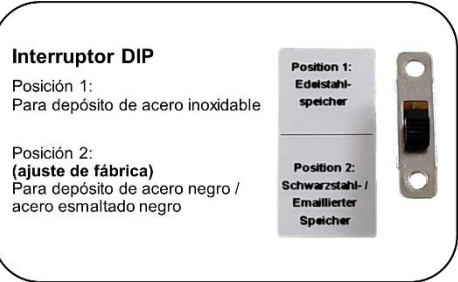 Interruptor DIP
Posición 1:
Para depósito de acero inoxidable
Posición 2:
(ajuste de fábrica)
Para depósito de acero negro /
acero esmaltado negro
Position 1:
Edelstahl-
speicher
Position 2:
Schwarzstahl- /
Emaillierter
Speicher